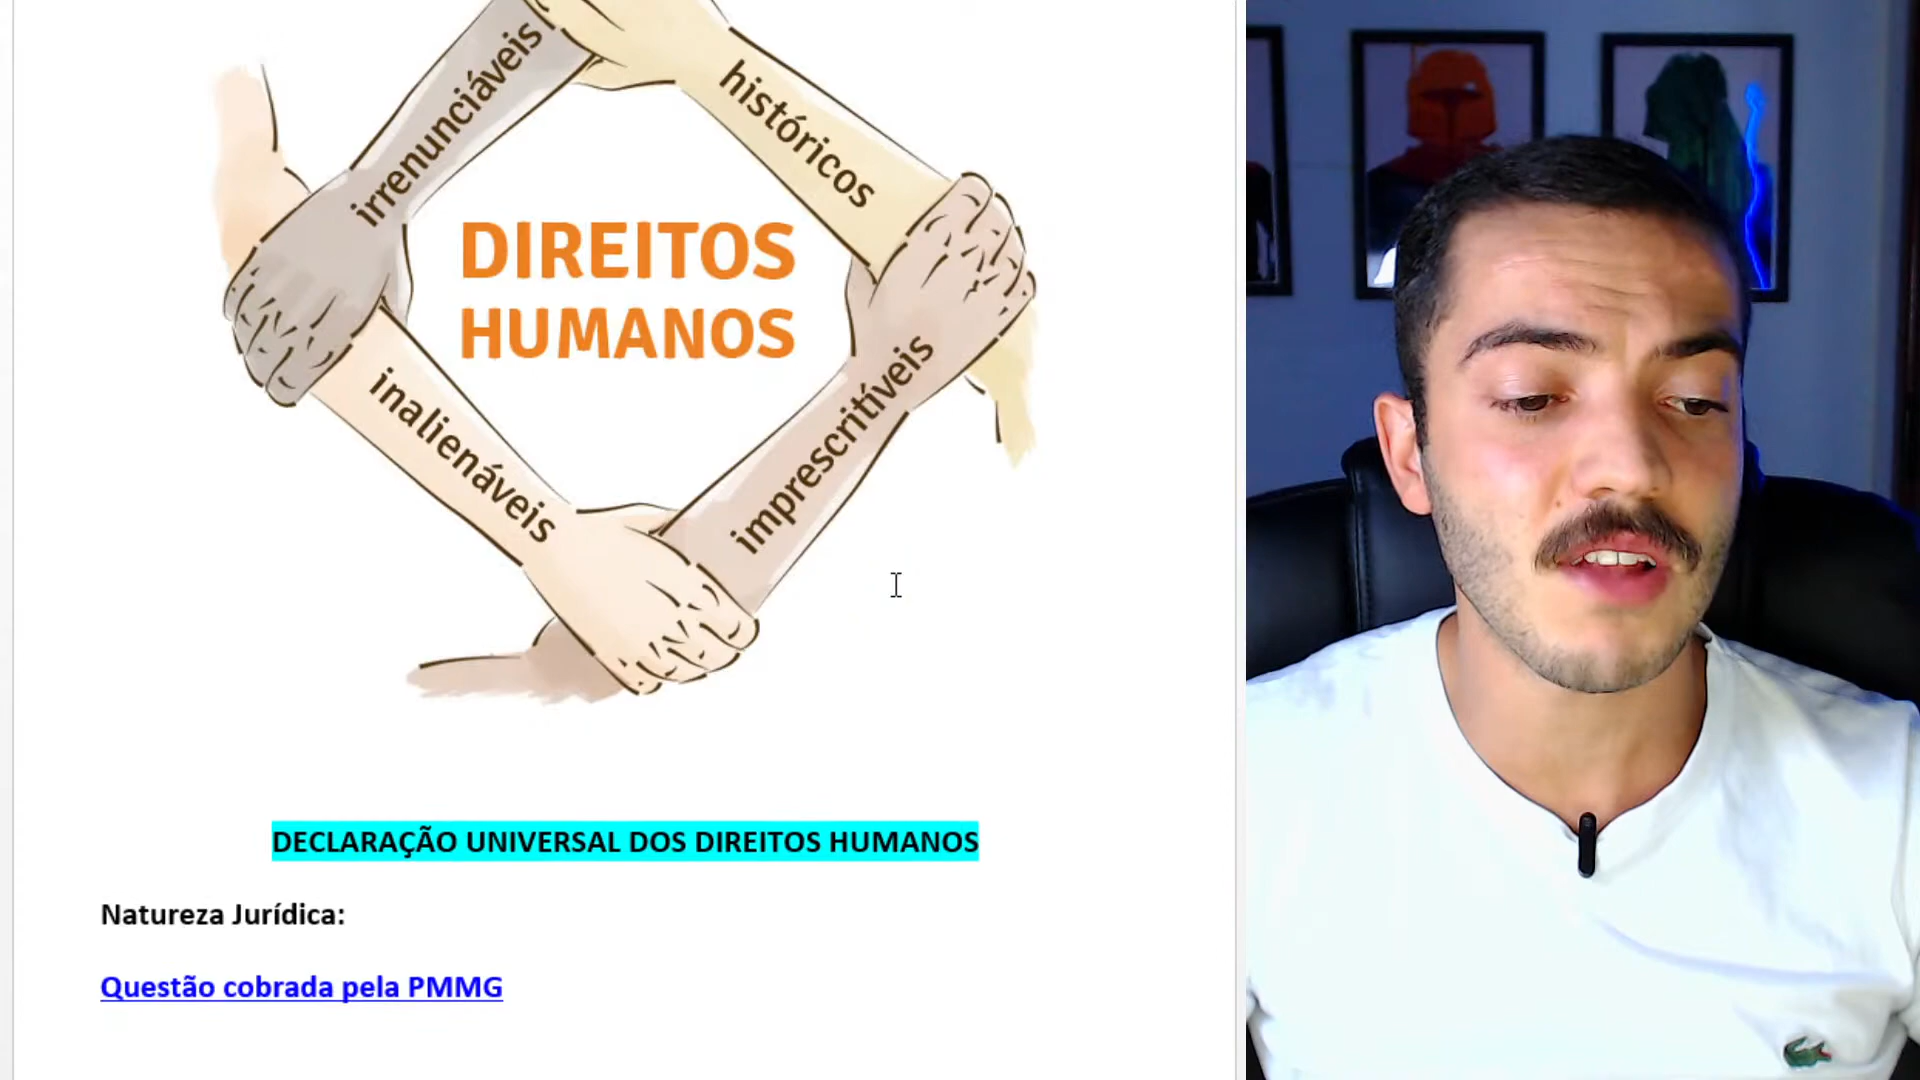 irrenunciáveis
históricos
DIREITOS
HUMANOS
inalienáveis
imprescritíveis
DECLARAÇÃO UNIVERSAL DOS DIREITOS HUMANOS
Natureza Jurídica:
Questão cobrada pela PMMG